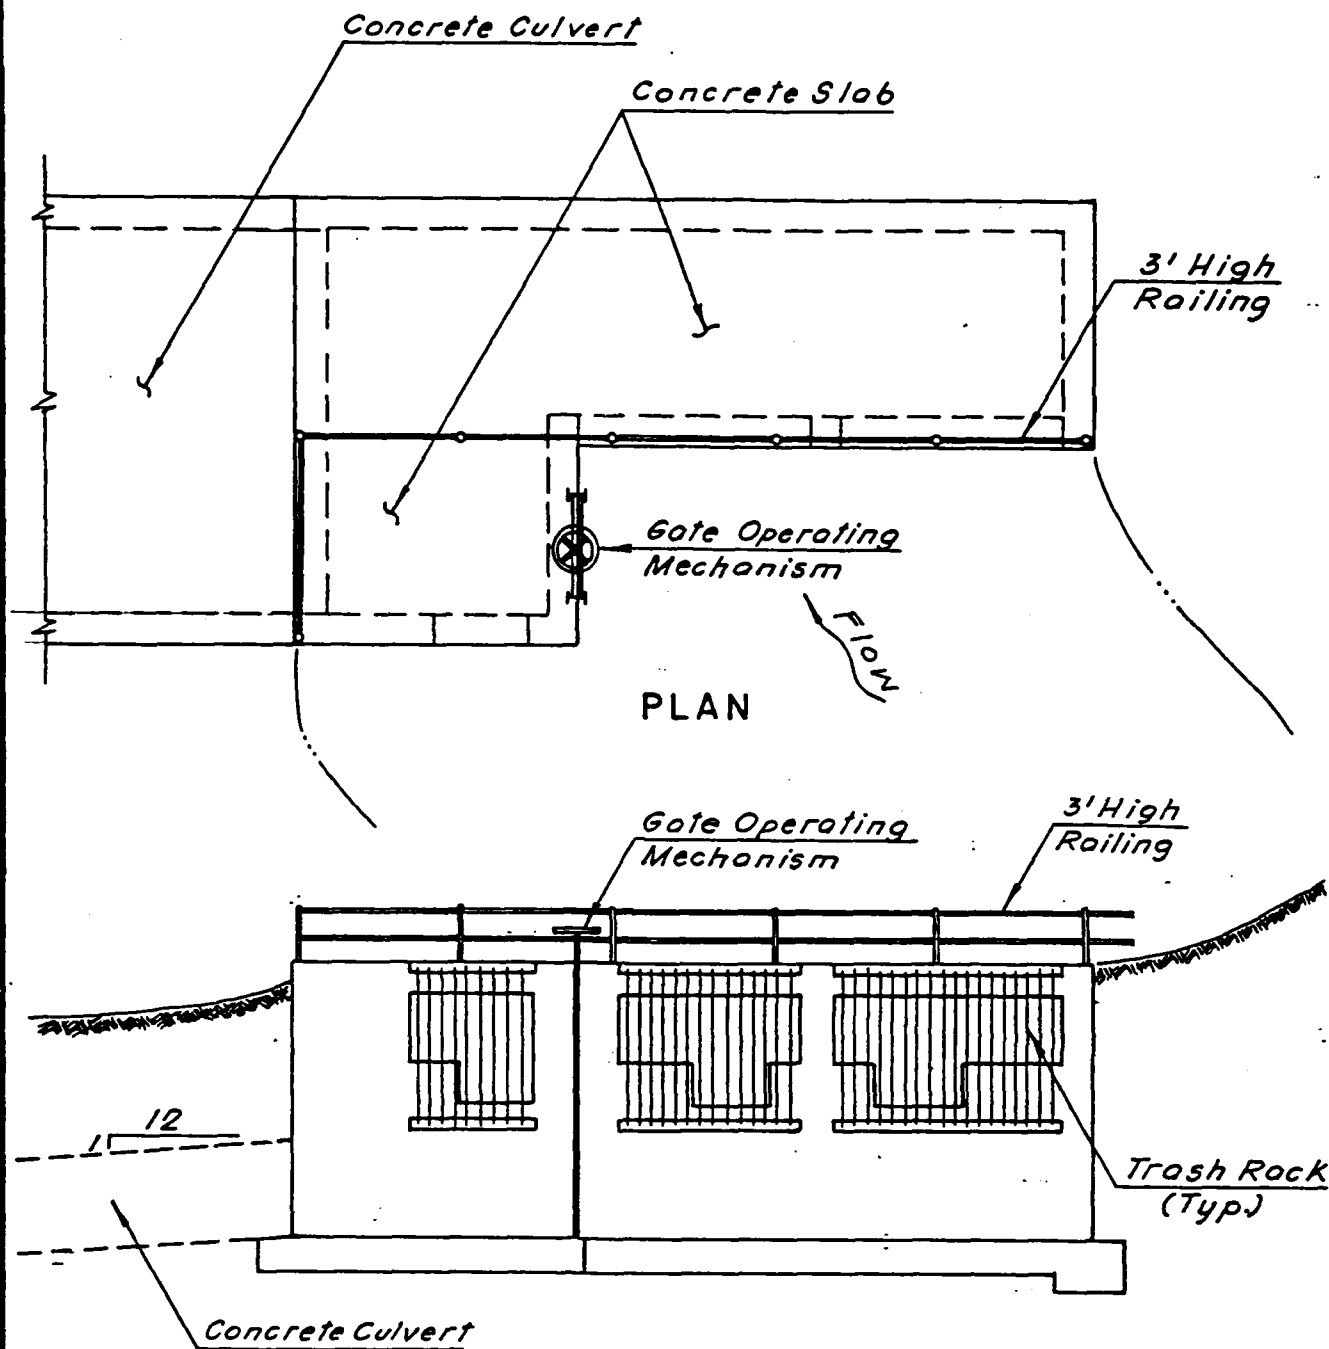 Concrete Culvert
Concrete Slab
3' High
Railing
Gate Operating
Mechanism
Flow
PLAN
Gate Operating
Mechanism
3' High
Railing
12
1
Trash Rack
(Typ.)
Concrete Culvert